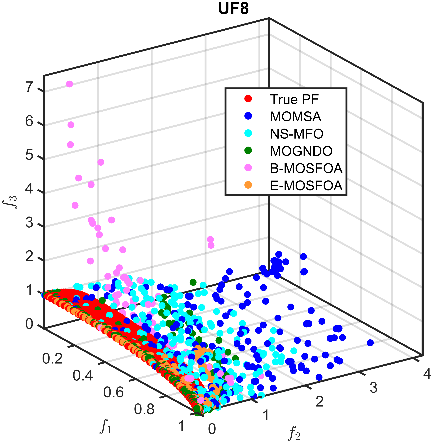 UF8
7
6
5
4
3
2
1
0
f3
True PF
MOMSA
NS-MFO
MOGNDO
B-MOSFOA
E-MOSFOA
0.2
0.4
0.6
0.8
1
f1
0
1
2
3
4
f2